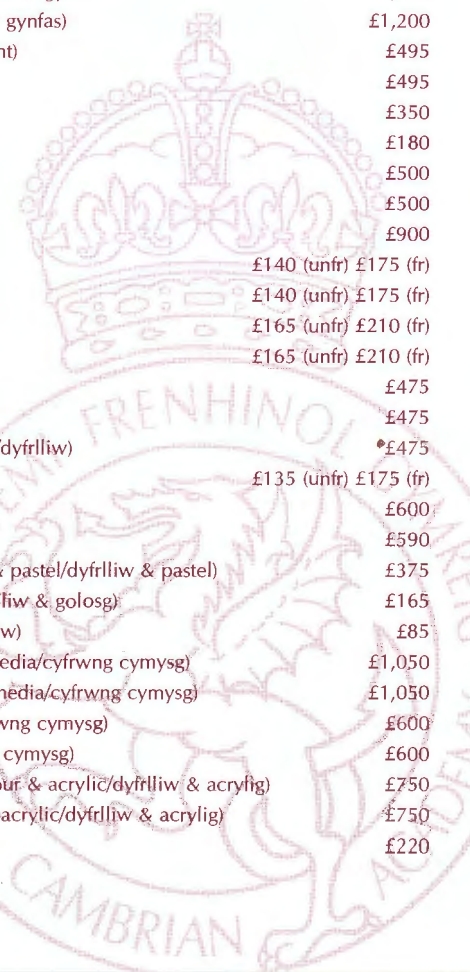 gynfas) £1,200
nt) £495
£495
£350
£180
£500
£500
£900
£140 (unfr) £175 (fr)
£140 (unfr) £175 (fr)
£165 (unfr) £210 (fr)
£165 (unfr) £210 (fr)
£475
£475
/dyfrlliw) £475
£135 (unfr) £175 (fr)
£600
£590
& pastel/dyfrlliw & pastel) £375
liw & golosg) £165
w) £85
edia/cyfrwng cymysg) £1,050
media/cyfrwng cymysg) £1,050
wng cymysg) £600
cymysg) £600
our & acrylic/dyfrlliw & acrylig) £750
acrylic/dyfrlliw & acrylig) £750
£220
FRENHINOL
CAMBRIAN
ACADEMY